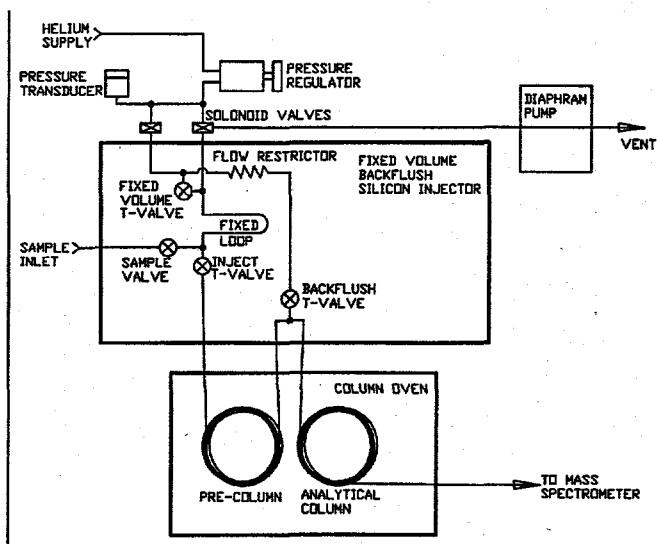 HELIUM
SUPPLY
PRESSURE
TRANSDUCER
PRESSURE
REGULATOR
SOLONOID VALVES
DIAPHRAM
PUMP
VENT
FLOW RESTRICTOR
FIXED VOLUME
BACKFLUSH
SILICON INJECTOR
FIXED
VOLUME
T-VALVE
FIXED
LOOP
SAMPLE
INLET
SAMPLE
VALVE
INJECT
T-VALVE
BACKFLUSH
T-VALVE
COLUMN OVEN
PRE-COLUMN
ANALYTICAL
COLUMN
TO MASS
SPECTROMETER